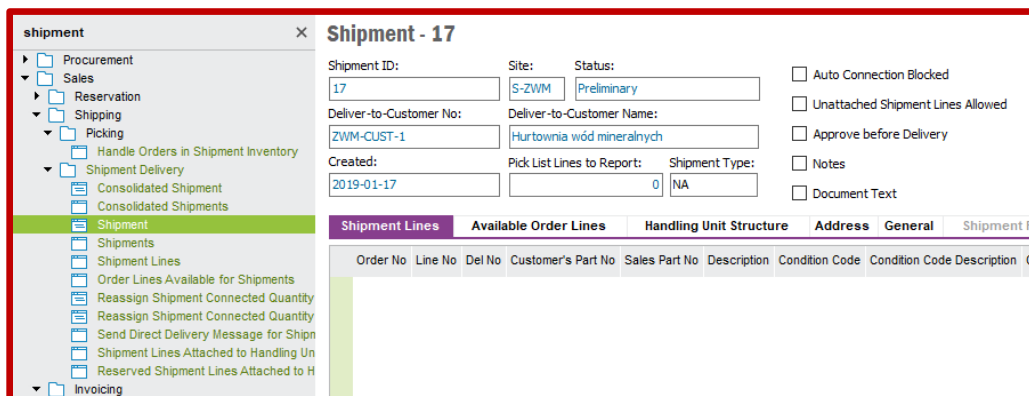 shipment
Procurement
Sales
Reservation
Shipping
Picking
Handle Orders in Shipment Inventory
Shipment Delivery
Consolidated Shipment
Consolidated Shipments
Shipment
Shipments
Shipment Lines
Order Lines Available for Shipments
Reassign Shipment Connected Quantity
Reassign Shipment Connected Quantity
Send Direct Delivery Message for Shipm
Shipment Lines Attached to Handling Un
Reserved Shipment Lines Attached to H
Invoicing
Shipment - 17
Shipment ID: Site: Status:
17 S-ZWM Preliminary
Deliver-to-Customer No: Deliver-to-Customer Name:
ZWM-CUST-1 Hurtownia wód mineralnych
Created: Pick List Lines to Report: Shipment Type:
2019-01-17 0 NA
Auto Connection Blocked
Unattached Shipment Lines Allowed
Approve before Delivery
Notes
Document Text
Shipment Lines Available Order Lines Handling Unit Structure Address General Shipment
Order No Line No Del No Customer's Part No Sales Part No Description Condition Code Condition Code Description